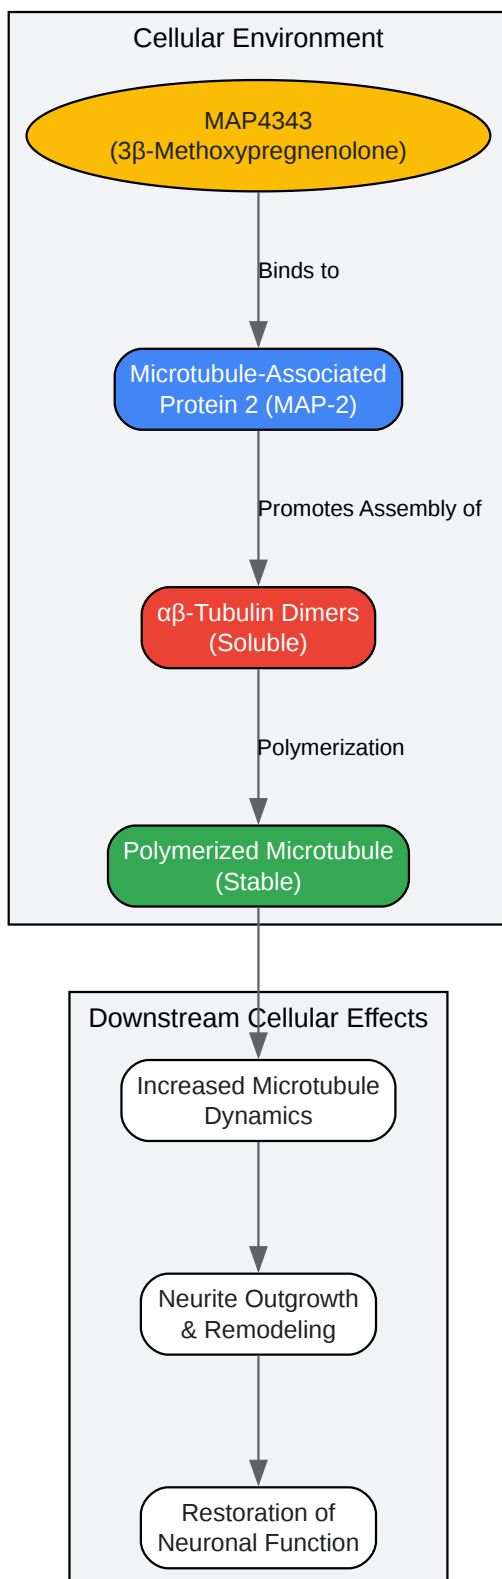 Cellular Environment
MAP4343
(3β-Methoxypregnenolone)
Binds to
Microtubule-Associated
Protein 2 (MAP-2)
Promotes Assembly of
αβ-Tubulin Dimers
(Soluble)
Polymerization
Polymerized Microtubule
(Stable)
Downstream Cellular Effects
Increased Microtubule
Dynamics
Neurite Outgrowth
& Remodeling
Restoration of
Neuronal Function